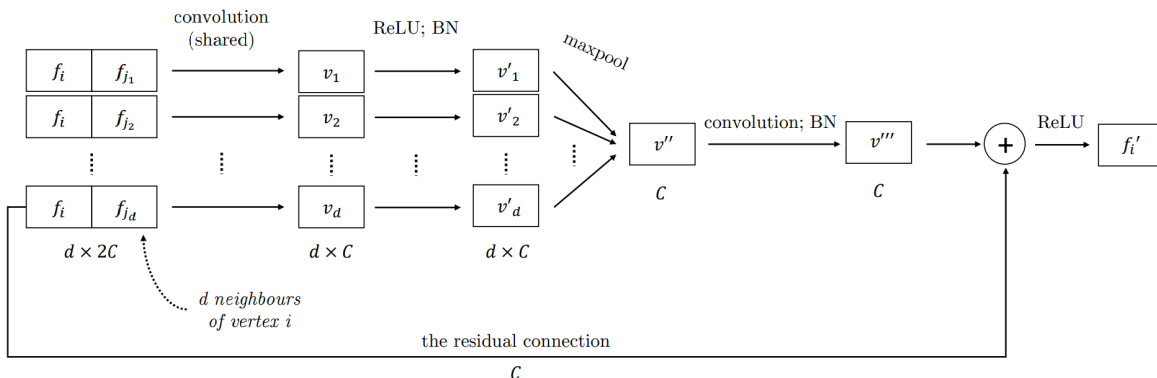 convolution
(shared)
ReLU; BN
maxpool
f_i f_{j_1} v_1 v'_1
f_i f_{j_2} v_2 v'_2
convolution; BN
ReLU
v'' v''' + f_i'
C C
f_i f_{j_d} v_d v'_d
d × 2C d × C d × C
d neighbours
of vertex i
the residual connection
C